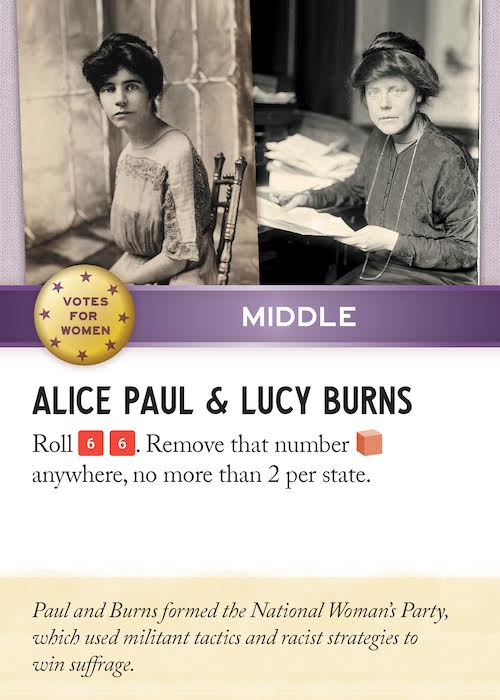 VOTES
FOR
WOMEN
MIDDLE
ALICE PAUL & LUCY BURNS
Roll 6 6. Remove that number
anywhere, no more than 2 per state.
Paul and Burns formed the National Woman's Party,
which used militant tactics and racist strategies to
win suffrage.